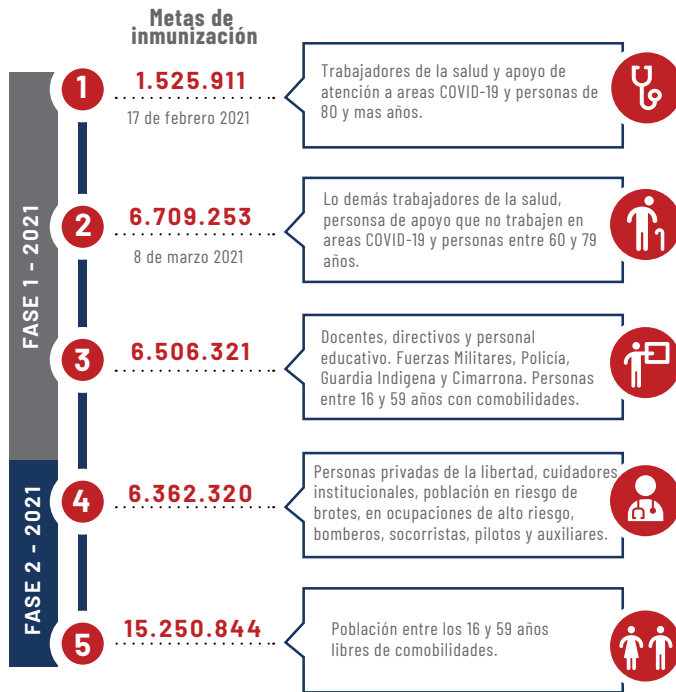 Metas de
inmunización
FASE 1 - 2021
1
1.525.911
17 de febrero 2021
Trabajadores de la salud y apoyo de
atención a areas COVID-19 y personas de
80 y mas años.
2
6.709.253
8 de marzo 2021
Lo demás trabajadores de la salud,
personsa de apoyo que no trabajen en
areas COVID-19 y personas entre 60 y 79
años.
3
6.506.321
Docentes, directivos y personal
educativo. Fuerzas Militares, Policía,
Guardia Indigena y Cimarrona. Personas
entre 16 y 59 años con comobilidades.
FASE 2 - 2021
4
6.362.320
Personas privadas de la libertad, cuidadores
institucionales, población en riesgo de
brotes, en ocupaciones de alto riesgo,
bomberos, socorristas, pilotos y auxiliares.
5
15.250.844
Población entre los 16 y 59 años
libres de comobilidades.